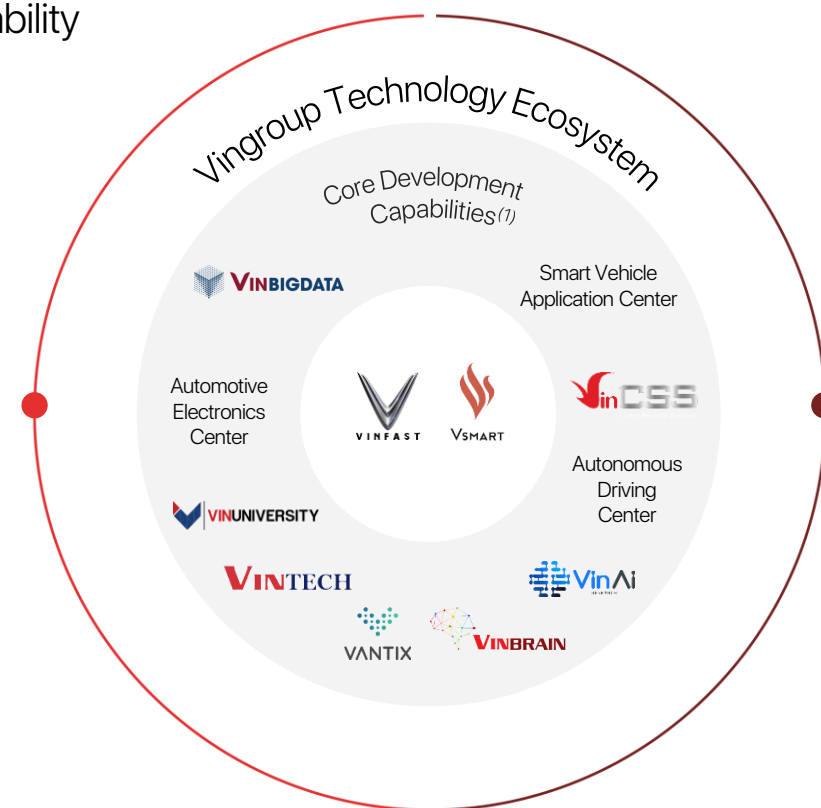 ability
Vingroup Technology Ecosystem
Core Development
Capabilities(1)
VINBIGDATA
Smart Vehicle
Application Center
Automotive
Electronics
Center
VINFAST
VSMART
VinCSS
Autonomous
Driving
Center
VINUNIVERSITY
VINTECH
VinAi
VANTIX
VINBRAIN